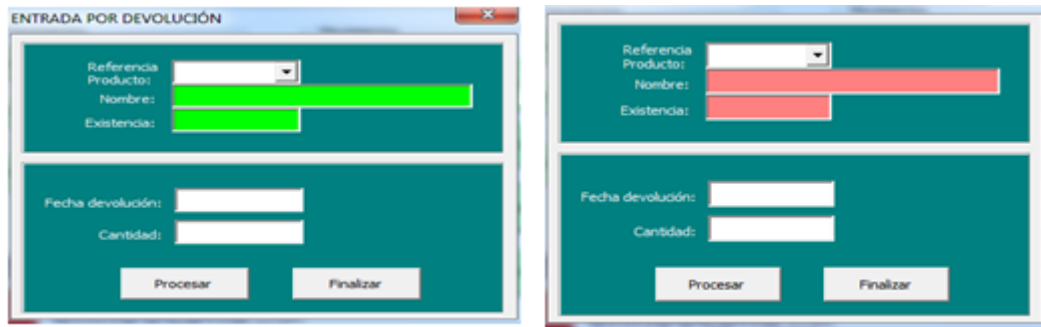 ENTRADA POR DEVOLUCIÓN
Referencia
Producto:
Nombre:
Existencia:
Fecha devolución:
Cantidad:
Procesar
Finalizar
Referencia
Producto:
Nombre:
Existencia:
Fecha devolución:
Cantidad:
Procesar
Finalizar